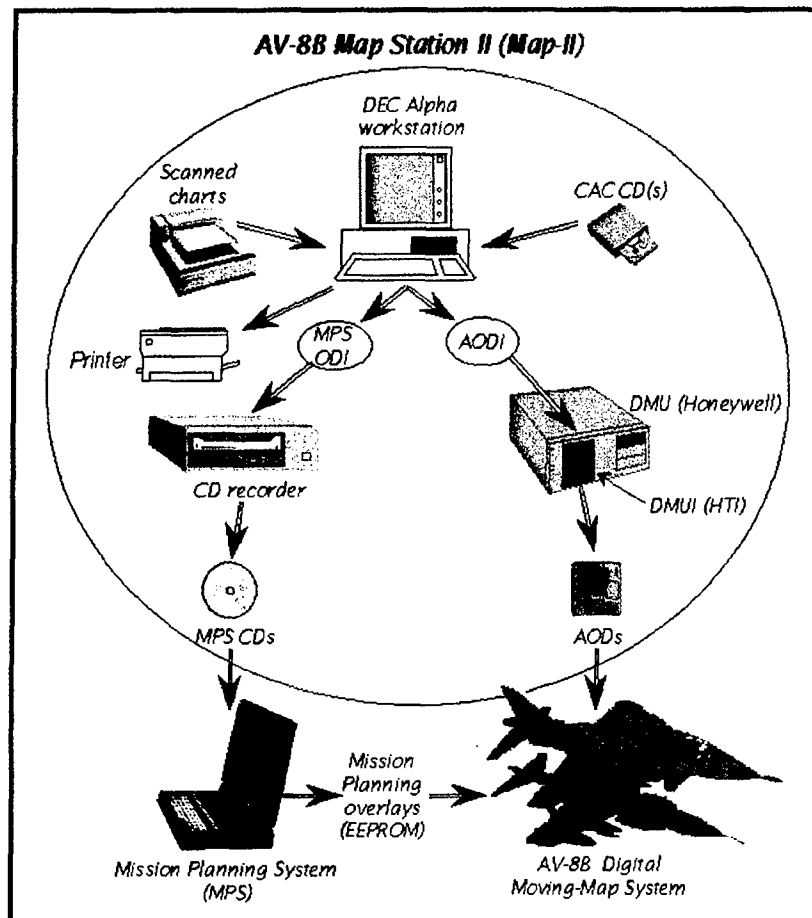 AV-8B Map Station II (Map-II)
DEC Alpha
workstation
Scanned
charts
CAC CD(s)
Printer
MPS
ODI
AODI
DMU (Honeywell)
CD recorder
DMUI (HTI)
MPS CDs
AODs
Mission
Planning
overlays
(EEPROM)
Mission Planning System
(MPS)
AV-8B Digital
Moving-Map System